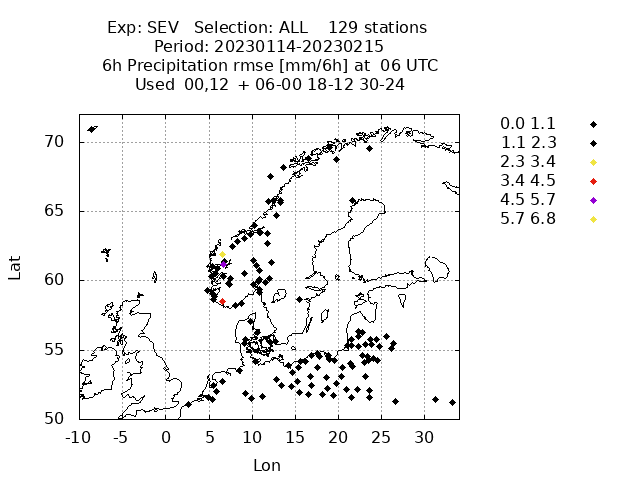 Exp: SEV Selection: ALL 129 stations
Period: 20230114-20230215
6h Precipitation rmse [mm/6h] at 06 UTC
Used 00,12 + 06-00 18-12 30-24
0.0 1.1
1.1 2.3
2.3 3.4
3.4 4.5
4.5 5.7
5.7 6.8
70
65
60
55
50
Lat
-10 -5 0 5 10 15 20 25 30
Lon